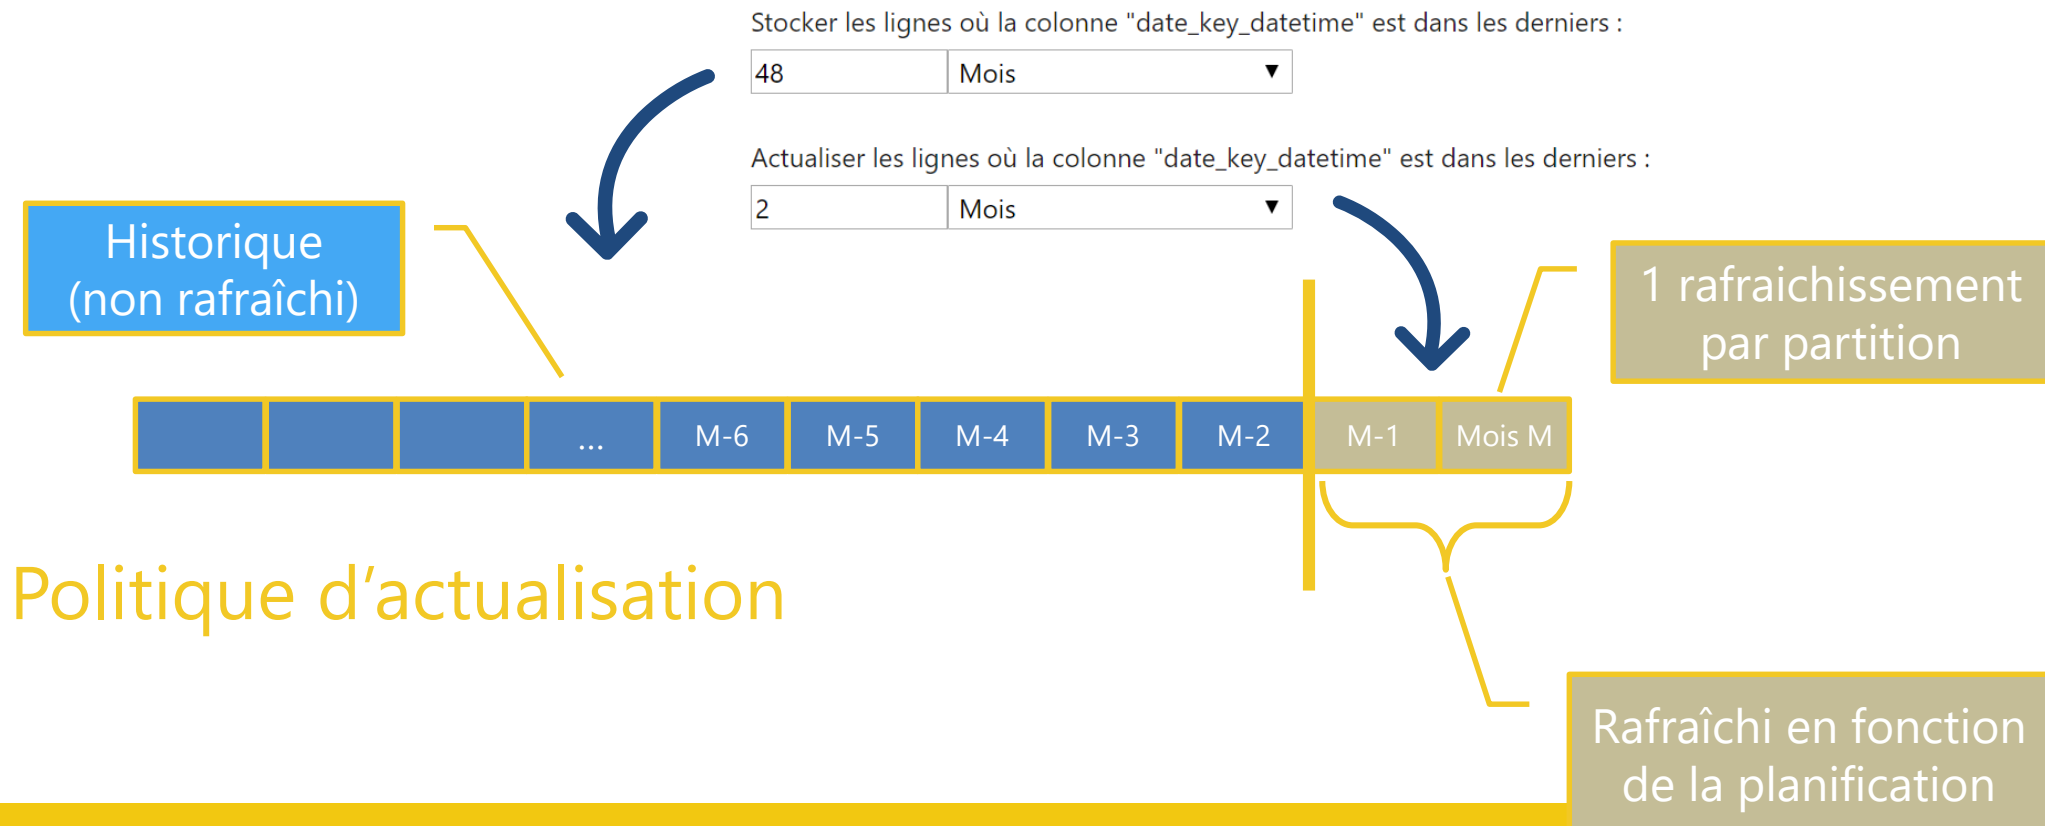 Stocker les lignes où la colonne "date_key_datetime" est dans les derniers :
48
Mois
Actualiser les lignes où la colonne "date_key_datetime" est dans les derniers :
2
Mois
Historique
(non rafraîchi)
1 rafraichissement
par partition
...
M-6
M-5
M-4
M-3
M-2
M-1
Mois M
Politique d’actualisation
Rafraîchi en fonction
de la planification